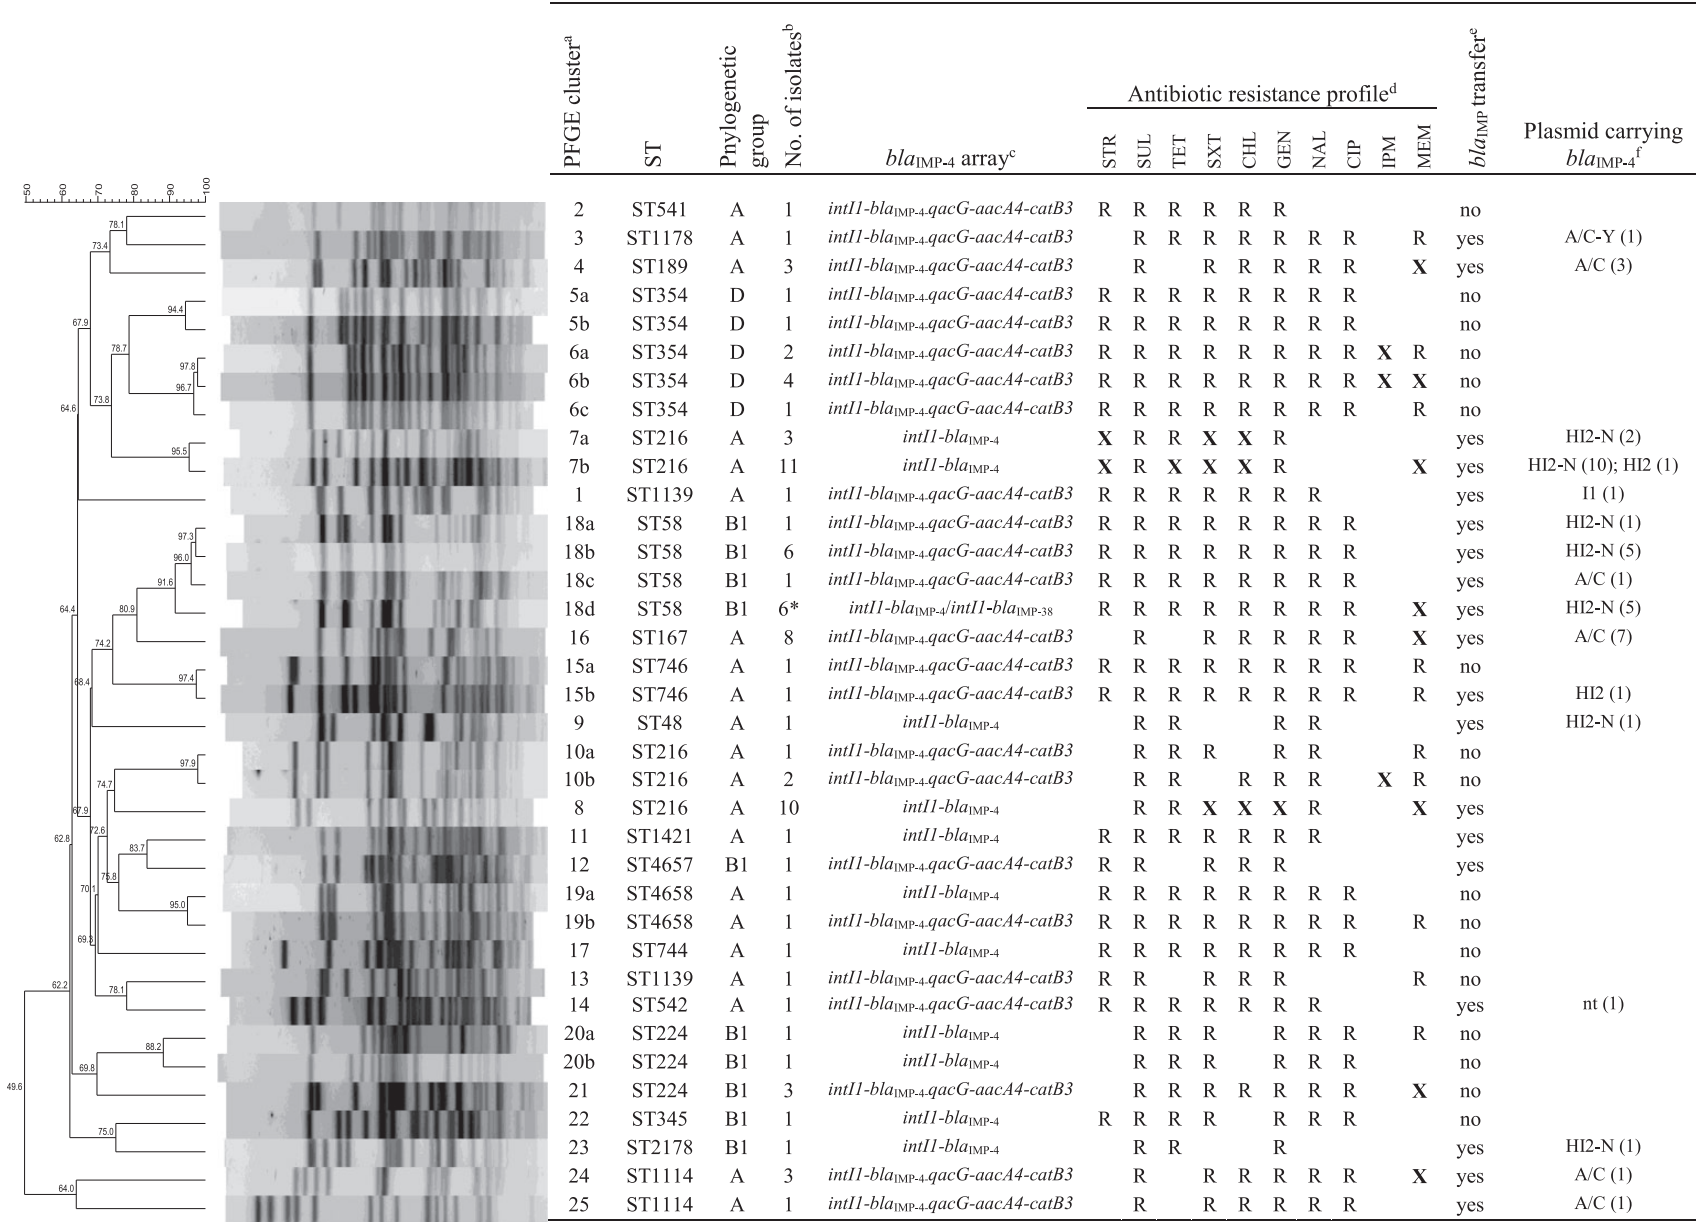 PFGE clusterᵃ ST Pnylogenetic group No. of isolatesᵇ bla_IMP-4 arrayᶜ Antibiotic resistance profileᵈ bla_IMP transferᵉ Plasmid carrying bla_IMP-4ᶠ
STR SUL TET SXT CHL GEN NAL CIP IPM MEM
50 60 70 80 90 100
2 ST541 A 1 intI1-bla_IMP-4-qacG-aacA4-catB3 R R R R R R no
3 ST1178 A 1 intI1-bla_IMP-4-qacG-aacA4-catB3 R R R R R R R R yes A/C-Y (1)
4 ST189 A 3 intI1-bla_IMP-4-qacG-aacA4-catB3 R R R R R R X yes A/C (3)
5a ST354 D 1 intI1-bla_IMP-4-qacG-aacA4-catB3 R R R R R R R R no
5b ST354 D 1 intI1-bla_IMP-4-qacG-aacA4-catB3 R R R R R R R R no
6a ST354 D 2 intI1-bla_IMP-4-qacG-aacA4-catB3 R R R R R R R R X R no
6b ST354 D 4 intI1-bla_IMP-4-qacG-aacA4-catB3 R R R R R R R R X X no
6c ST354 D 1 intI1-bla_IMP-4-qacG-aacA4-catB3 R R R R R R R R R no
7a ST216 A 3 intI1-bla_IMP-4 X R R X X R yes HI2-N (2)
7b ST216 A 11 intI1-bla_IMP-4 X R X X X R X yes HI2-N (10); HI2 (1)
1 ST1139 A 1 intI1-bla_IMP-4-qacG-aacA4-catB3 R R R R R R R yes I1 (1)
18a ST58 B1 1 intI1-bla_IMP-4-qacG-aacA4-catB3 R R R R R R R R yes HI2-N (1)
18b ST58 B1 6 intI1-bla_IMP-4-qacG-aacA4-catB3 R R R R R R R R yes HI2-N (5)
18c ST58 B1 1 intI1-bla_IMP-4-qacG-aacA4-catB3 R R R R R R R R yes A/C (1)
18d ST58 B1 6* intI1-bla_IMP-4/intI1-bla_IMP-38 R R R R R R R R X yes HI2-N (5)
16 ST167 A 8 intI1-bla_IMP-4-qacG-aacA4-catB3 R R R R R R X yes A/C (7)
15a ST746 A 1 intI1-bla_IMP-4-qacG-aacA4-catB3 R R R R R R R R R no
15b ST746 A 1 intI1-bla_IMP-4-qacG-aacA4-catB3 R R R R R R R R R yes HI2 (1)
9 ST48 A 1 intI1-bla_IMP-4 R R R R yes HI2-N (1)
10a ST216 A 1 intI1-bla_IMP-4-qacG-aacA4-catB3 R R R R R R no
10b ST216 A 2 intI1-bla_IMP-4-qacG-aacA4-catB3 R R R R R X R no
8 ST216 A 10 intI1-bla_IMP-4 R R X X X R X yes
11 ST1421 A 1 intI1-bla_IMP-4 R R R R R R R yes
12 ST4657 B1 1 intI1-bla_IMP-4-qacG-aacA4-catB3 R R R R R yes
19a ST4658 A 1 intI1-bla_IMP-4 R R R R R R R R no
19b ST4658 A 1 intI1-bla_IMP-4-qacG-aacA4-catB3 R R R R R R R R R no
17 ST744 A 1 intI1-bla_IMP-4 R R R R R R R R no
13 ST1139 A 1 intI1-bla_IMP-4-qacG-aacA4-catB3 R R R R R R no
14 ST542 A 1 intI1-bla_IMP-4-qacG-aacA4-catB3 R R R R R R R yes nt (1)
20a ST224 B1 1 intI1-bla_IMP-4 R R R R R R R no
20b ST224 B1 1 intI1-bla_IMP-4 R R R R R R no
21 ST224 B1 3 intI1-bla_IMP-4-qacG-aacA4-catB3 R R R R R R R X no
22 ST345 B1 1 intI1-bla_IMP-4 R R R R R R R no
23 ST2178 B1 1 intI1-bla_IMP-4 R R R yes HI2-N (1)
24 ST1114 A 3 intI1-bla_IMP-4-qacG-aacA4-catB3 R R R R R R X yes A/C (1)
25 ST1114 A 1 intI1-bla_IMP-4-qacG-aacA4-catB3 R R R R R R yes A/C (1)
78.1
73.4
94.4
67.9
78.7
97.8
96.7
73.8
64.6
95.5
97.3
96.0
91.6
80.9
64.4
74.2
97.4
68.4
97.9
74.7
67.9
72.6
62.8
83.7
75.8
70.1
95.0
69.3
62.2
78.1
88.2
69.8
49.6
75.0
64.0